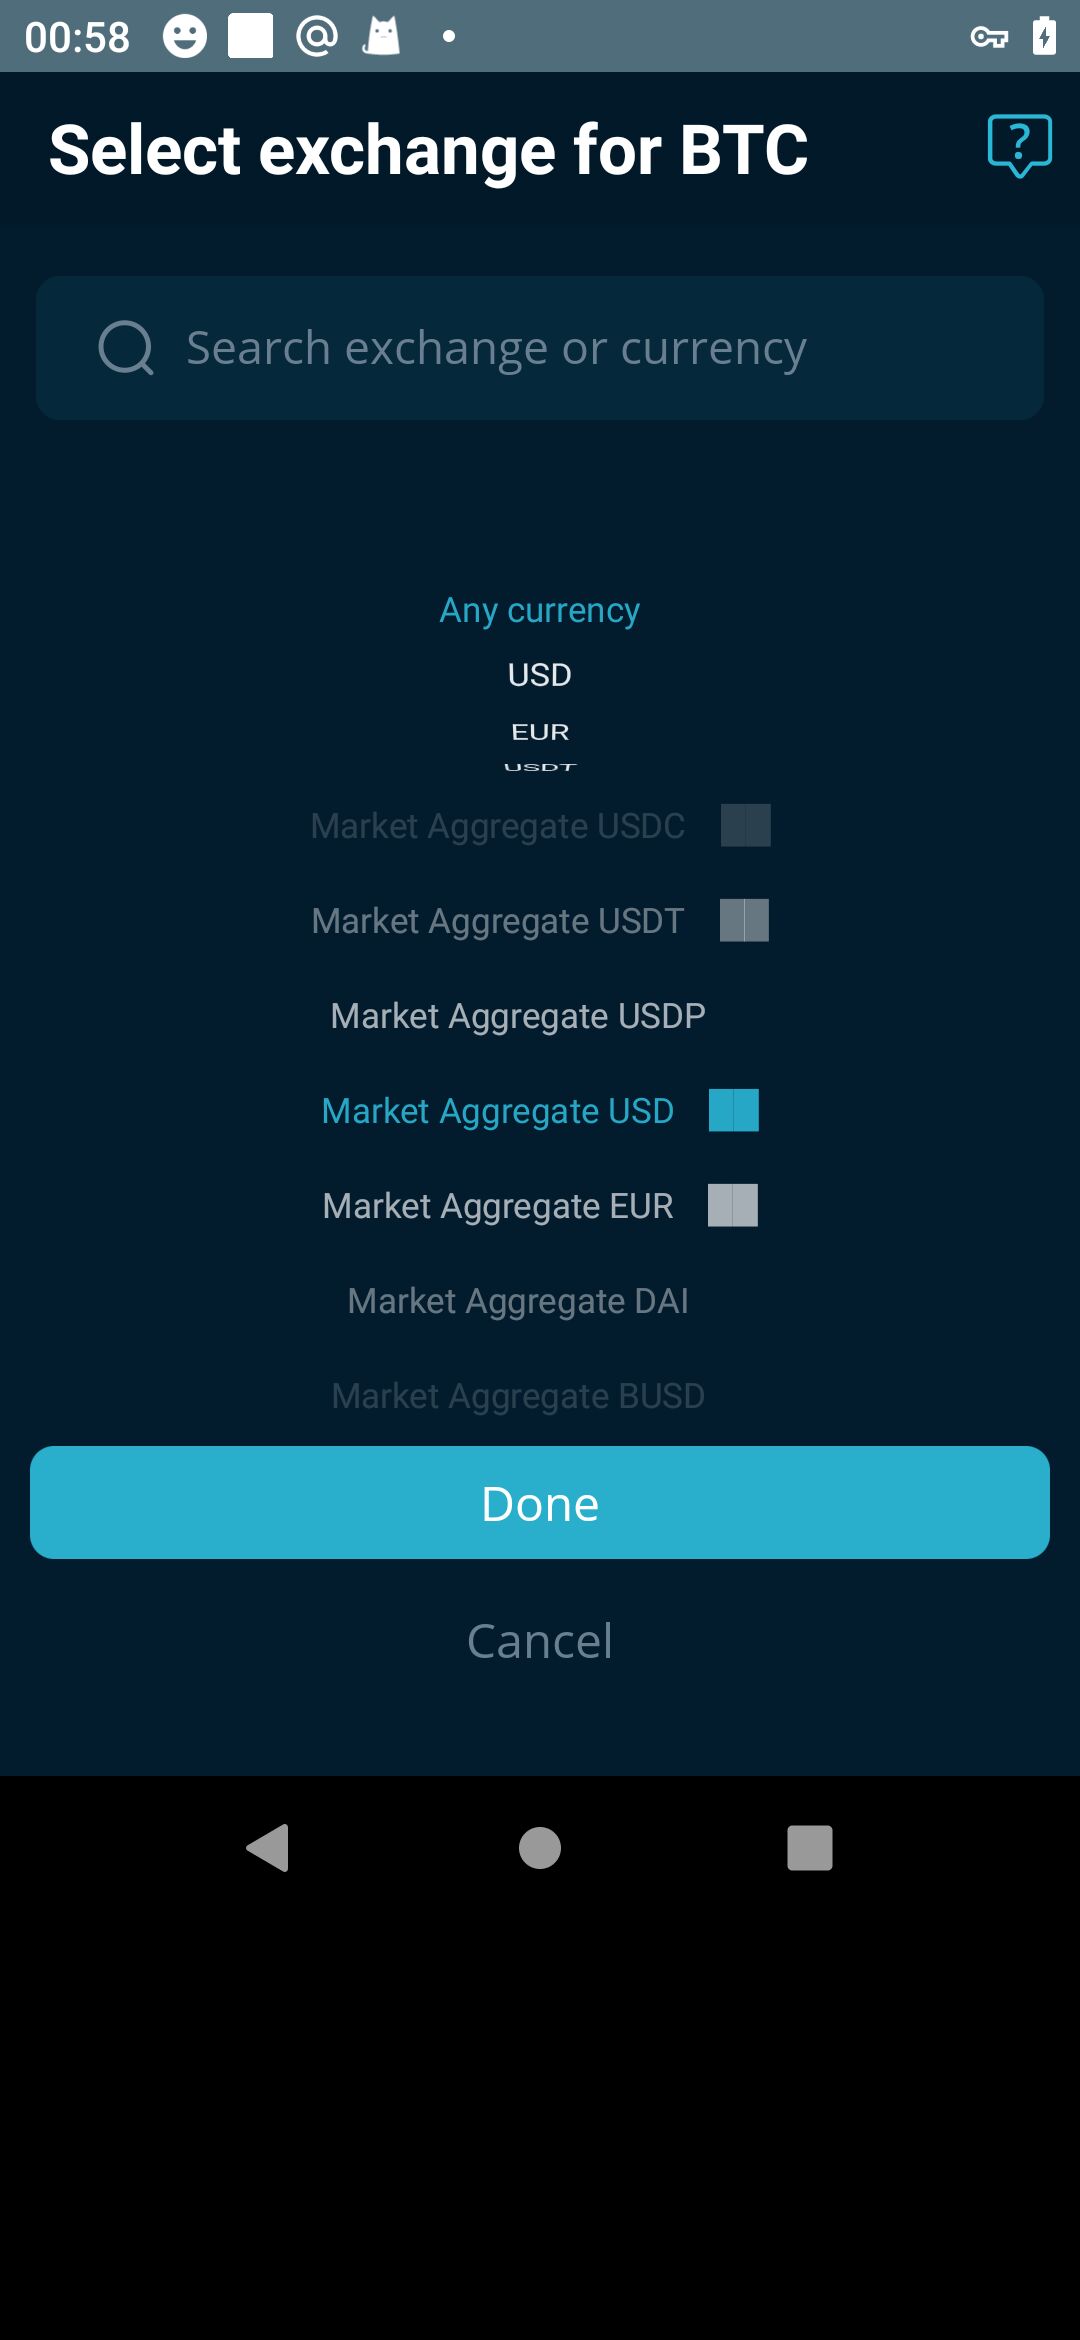 00:58
Select exchange for BTC
Search exchange or currency
Any currency
USD
EUR
USDT
Market Aggregate USDC
Market Aggregate USDT
Market Aggregate USDP
Market Aggregate USD
Market Aggregate EUR
Market Aggregate DAI
Market Aggregate BUSD
Done
Cancel